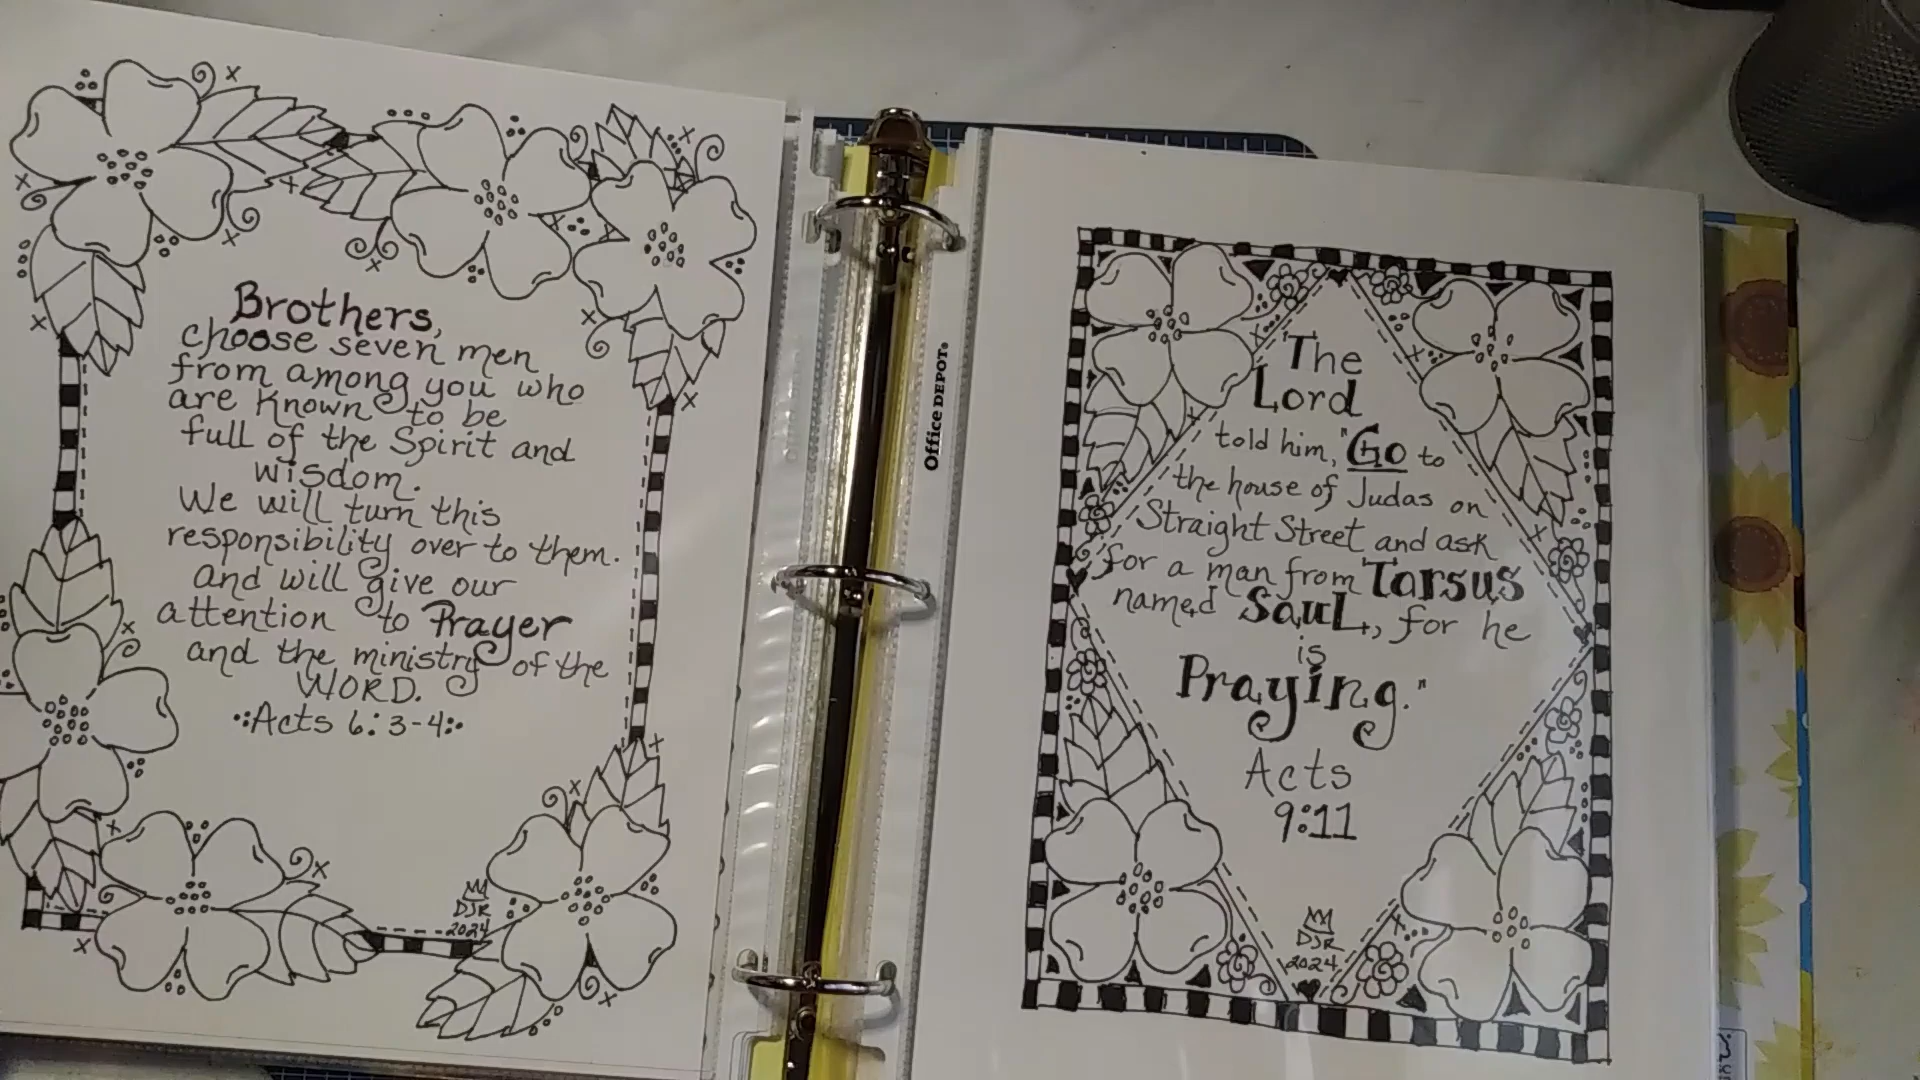 Brothers,
choose seven men
from among you who
are known to be
full of the Spirit and
wisdom.
We will turn this
responsibility over to them.
and will give our
attention to Prayer
and the ministry of the
WORD.
Acts 6:3-4
DJR
2024
Office DEPOT®
"The
Lord
told him, "Go to
the house of Judas on
Straight Street and ask
for a man from Tarsus
named Saul, for he
is
Praying."
Acts
9:11
DJR
2024